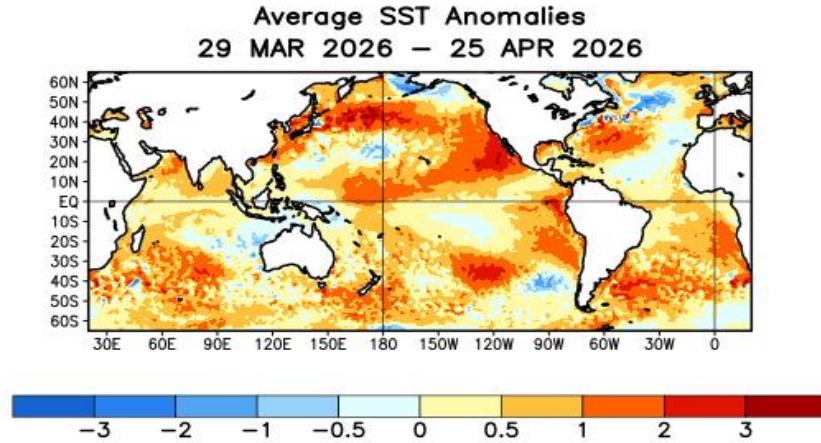 Average SST Anomalies
29 MAR 2026 – 25 APR 2026
60N
50N
40N
30N
20N
10N
EQ
10S
20S
30S
40S
50S
60S
30E 60E 90E 120E 150E 180 150W 120W 90W 60W 30W 0
-3 -2 -1 -0.5 0 0.5 1 2 3